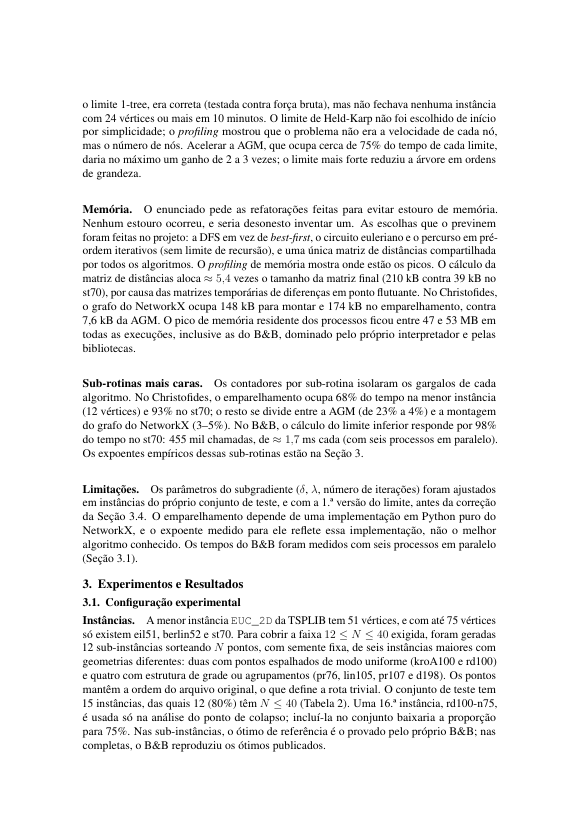 o limite 1-tree, era correta (testada contra força bruta), mas não fechava nenhuma instância
com 24 vértices ou mais em 10 minutos. O limite de Held-Karp não foi escolhido de início
por simplicidade; o profiling mostrou que o problema não era a velocidade de cada nó,
mas o número de nós. Acelerar a AGM, que ocupa cerca de 75% do tempo de cada limite,
daria no máximo um ganho de 2 a 3 vezes; o limite mais forte reduziu a árvore em ordens
de grandeza.
Memória. O enunciado pede as refatorações feitas para evitar estouro de memória.
Nenhum estouro ocorreu, e seria desonesto inventar um. As escolhas que o previnem
foram feitas no projeto: a DFS em vez de best-first, o circuito euleriano e o percurso em pré-
ordem iterativos (sem limite de recursão), e uma única matriz de distâncias compartilhada
por todos os algoritmos. O profiling de memória mostra onde estão os picos. O cálculo da
matriz de distâncias aloca ≈ 5,4 vezes o tamanho da matriz final (210 kB contra 39 kB no
st70), por causa das matrizes temporárias de diferenças em ponto flutuante. No Christofides,
o grafo do NetworkX ocupa 148 kB para montar e 174 kB no emparelhamento, contra
7,6 kB da AGM. O pico de memória residente dos processos ficou entre 47 e 53 MB em
todas as execuções, inclusive as do B&B, dominado pelo próprio interpretador e pelas
bibliotecas.
Sub-rotinas mais caras. Os contadores por sub-rotina isolaram os gargalos de cada
algoritmo. No Christofides, o emparelhamento ocupa 68% do tempo na menor instância
(12 vértices) e 93% no st70; o resto se divide entre a AGM (de 23% a 4%) e a montagem
do grafo do NetworkX (3–5%). No B&B, o cálculo do limite inferior responde por 98%
do tempo no st70: 455 mil chamadas, de ≈ 1,7 ms cada (com seis processos em paralelo).
Os expoentes empíricos dessas sub-rotinas estão na Seção 3.
Limitações. Os parâmetros do subgradiente (δ, λ, número de iterações) foram ajustados
em instâncias do próprio conjunto de teste, e com a 1.ª versão do limite, antes da correção
da Seção 3.4. O emparelhamento depende de uma implementação em Python puro do
NetworkX, e o expoente medido para ele reflete essa implementação, não o melhor
algoritmo conhecido. Os tempos do B&B foram medidos com seis processos em paralelo
(Seção 3.1).
3. Experimentos e Resultados
3.1. Configuração experimental
Instâncias. A menor instância EUC_2D da TSPLIB tem 51 vértices, e com até 75 vértices
só existem eil51, berlin52 e st70. Para cobrir a faixa 12 ≤ N ≤ 40 exigida, foram geradas
12 sub-instâncias sorteando N pontos, com semente fixa, de seis instâncias maiores com
geometrias diferentes: duas com pontos espalhados de modo uniforme (kroA100 e rd100)
e quatro com estrutura de grade ou agrupamentos (pr76, lin105, pr107 e d198). Os pontos
mantêm a ordem do arquivo original, o que define a rota trivial. O conjunto de teste tem
15 instâncias, das quais 12 (80%) têm N ≤ 40 (Tabela 2). Uma 16.ª instância, rd100-n75,
é usada só na análise do ponto de colapso; incluí-la no conjunto baixaria a proporção
para 75%. Nas sub-instâncias, o ótimo de referência é o provado pelo próprio B&B; nas
completas, o B&B reproduziu os ótimos publicados.